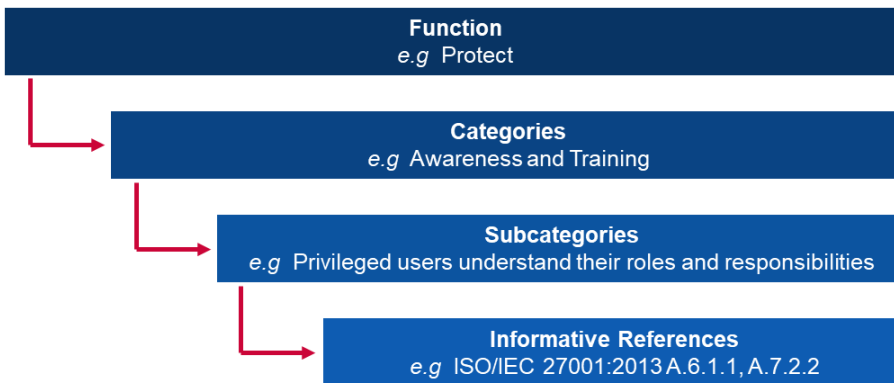 Function
e.g Protect
Categories
e.g Awareness and Training
Subcategories
e.g Privileged users understand their roles and responsibilities
Informative References
e.g ISO/IEC 27001:2013 A.6.1.1, A.7.2.2